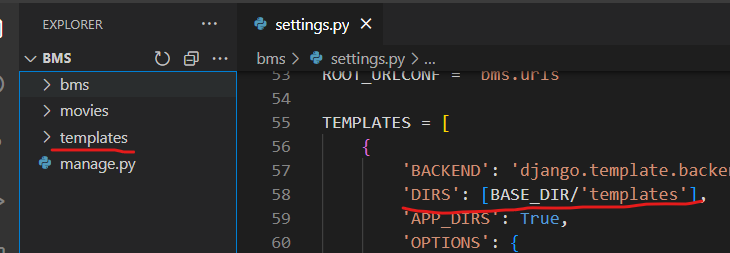 EXPLORER
BMS
bms
movies
templates
manage.py
settings.py
bms > settings.py > ...
53 ROOT_URLCONF = 'bms.urls'
54
55 TEMPLATES = [
56 {
57 'BACKEND': 'django.template.backen
58 'DIRS': [BASE_DIR/'templates'],
59 'APP_DIRS': True,
60 'OPTIONS': {